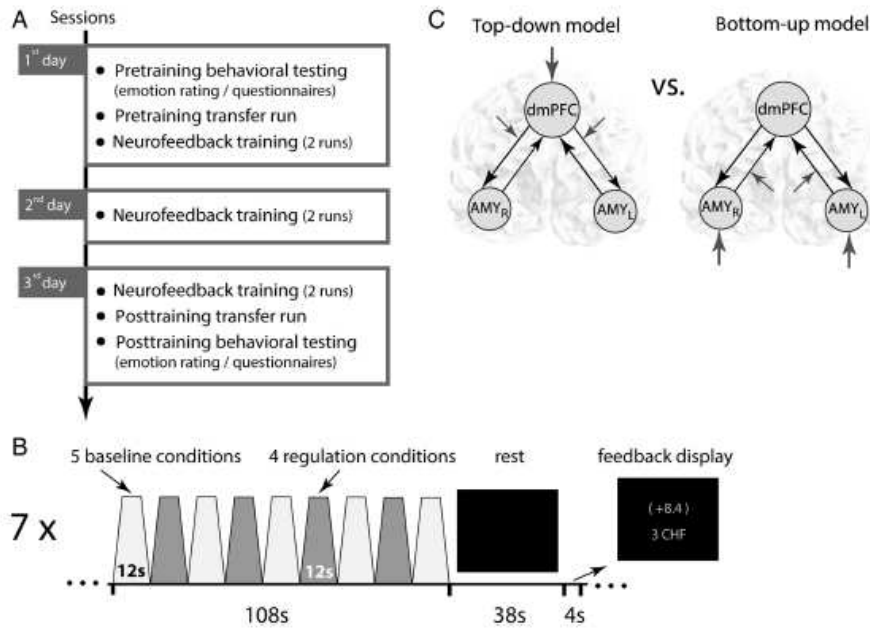 A
Sessions
1st day
• Pretraining behavioral testing
(emotion rating / questionnaires)
• Pretraining transfer run
• Neurofeedback training (2 runs)
2nd day
• Neurofeedback training (2 runs)
3rd day
• Neurofeedback training (2 runs)
• Posttraining transfer run
• Posttraining behavioral testing
(emotion rating / questionnaires)
C
Top-down model
dmPFC
AMYR
AMYL
vs.
Bottom-up model
dmPFC
AMYR
AMYL
B
5 baseline conditions
4 regulation conditions
rest
feedback display
7 x
12s
12s
(+8.4)
3 CHF
108s
38s
4s